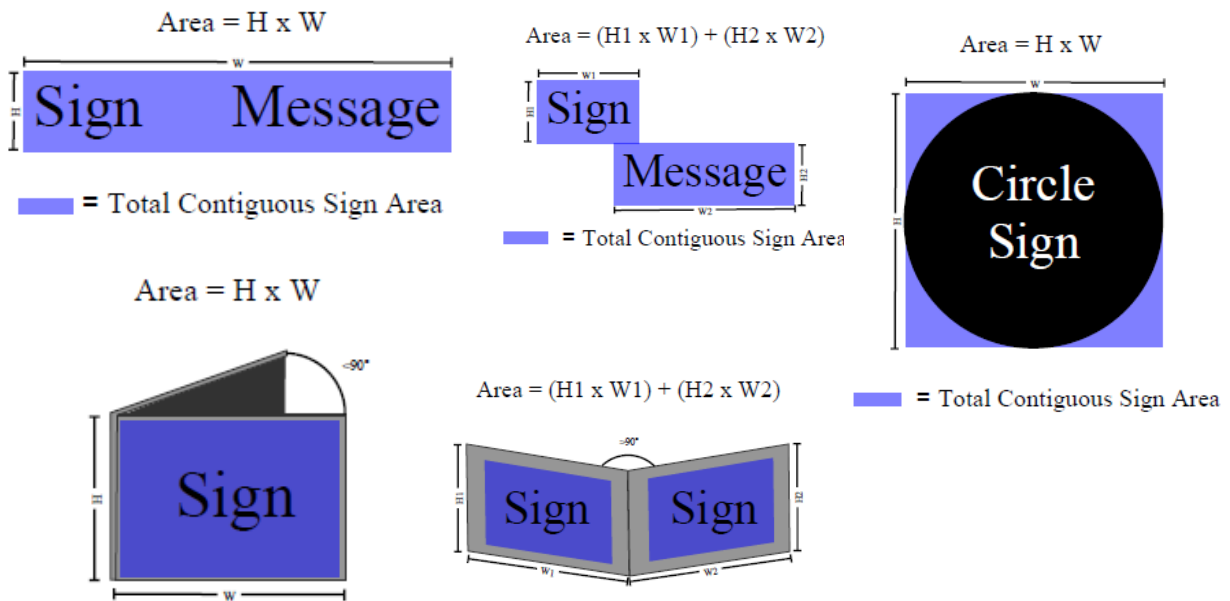 Area = H x W
W
H
Sign Message
= Total Contiguous Sign Area
Area = (H1 x W1) + (H2 x W2)
W1
H1
Sign
Message
H2
W2
= Total Contiguous Sign Area
Area = H x W
W
H
Circle
Sign
= Total Contiguous Sign Area
Area = H x W
<90°
H
Sign
W
Area = (H1 x W1) + (H2 x W2)
>90°
H1
Sign
Sign
H2
W1
W2